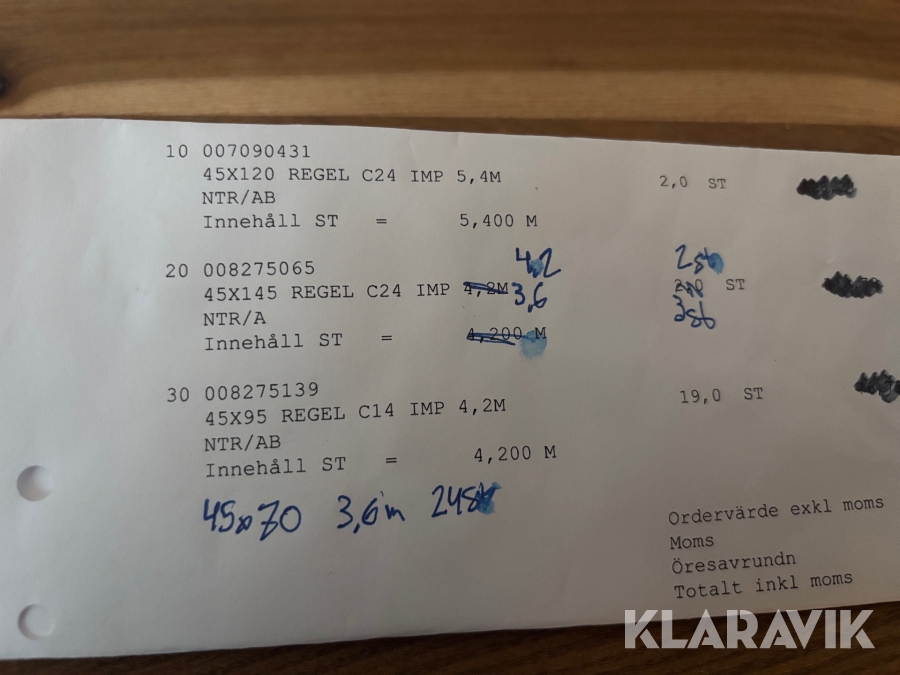 10 007090431
45X120 REGEL C24 IMP 5,4M 2,0 ST
NTR/AB
Innehåll ST = 5,400 M
4,2 2st
20 008275065
45X145 REGEL C24 IMP 4,2M 3,6 ST
NTR/A 3st
Innehåll ST = 4,200 M
30 008275139
45X95 REGEL C14 IMP 4,2M 19,0 ST
NTR/AB
Innehåll ST = 4,200 M
45x70 3,6m 24st
Ordervärde exkl moms
Moms
Öresavrundn
Totalt inkl moms
KLARAVIK